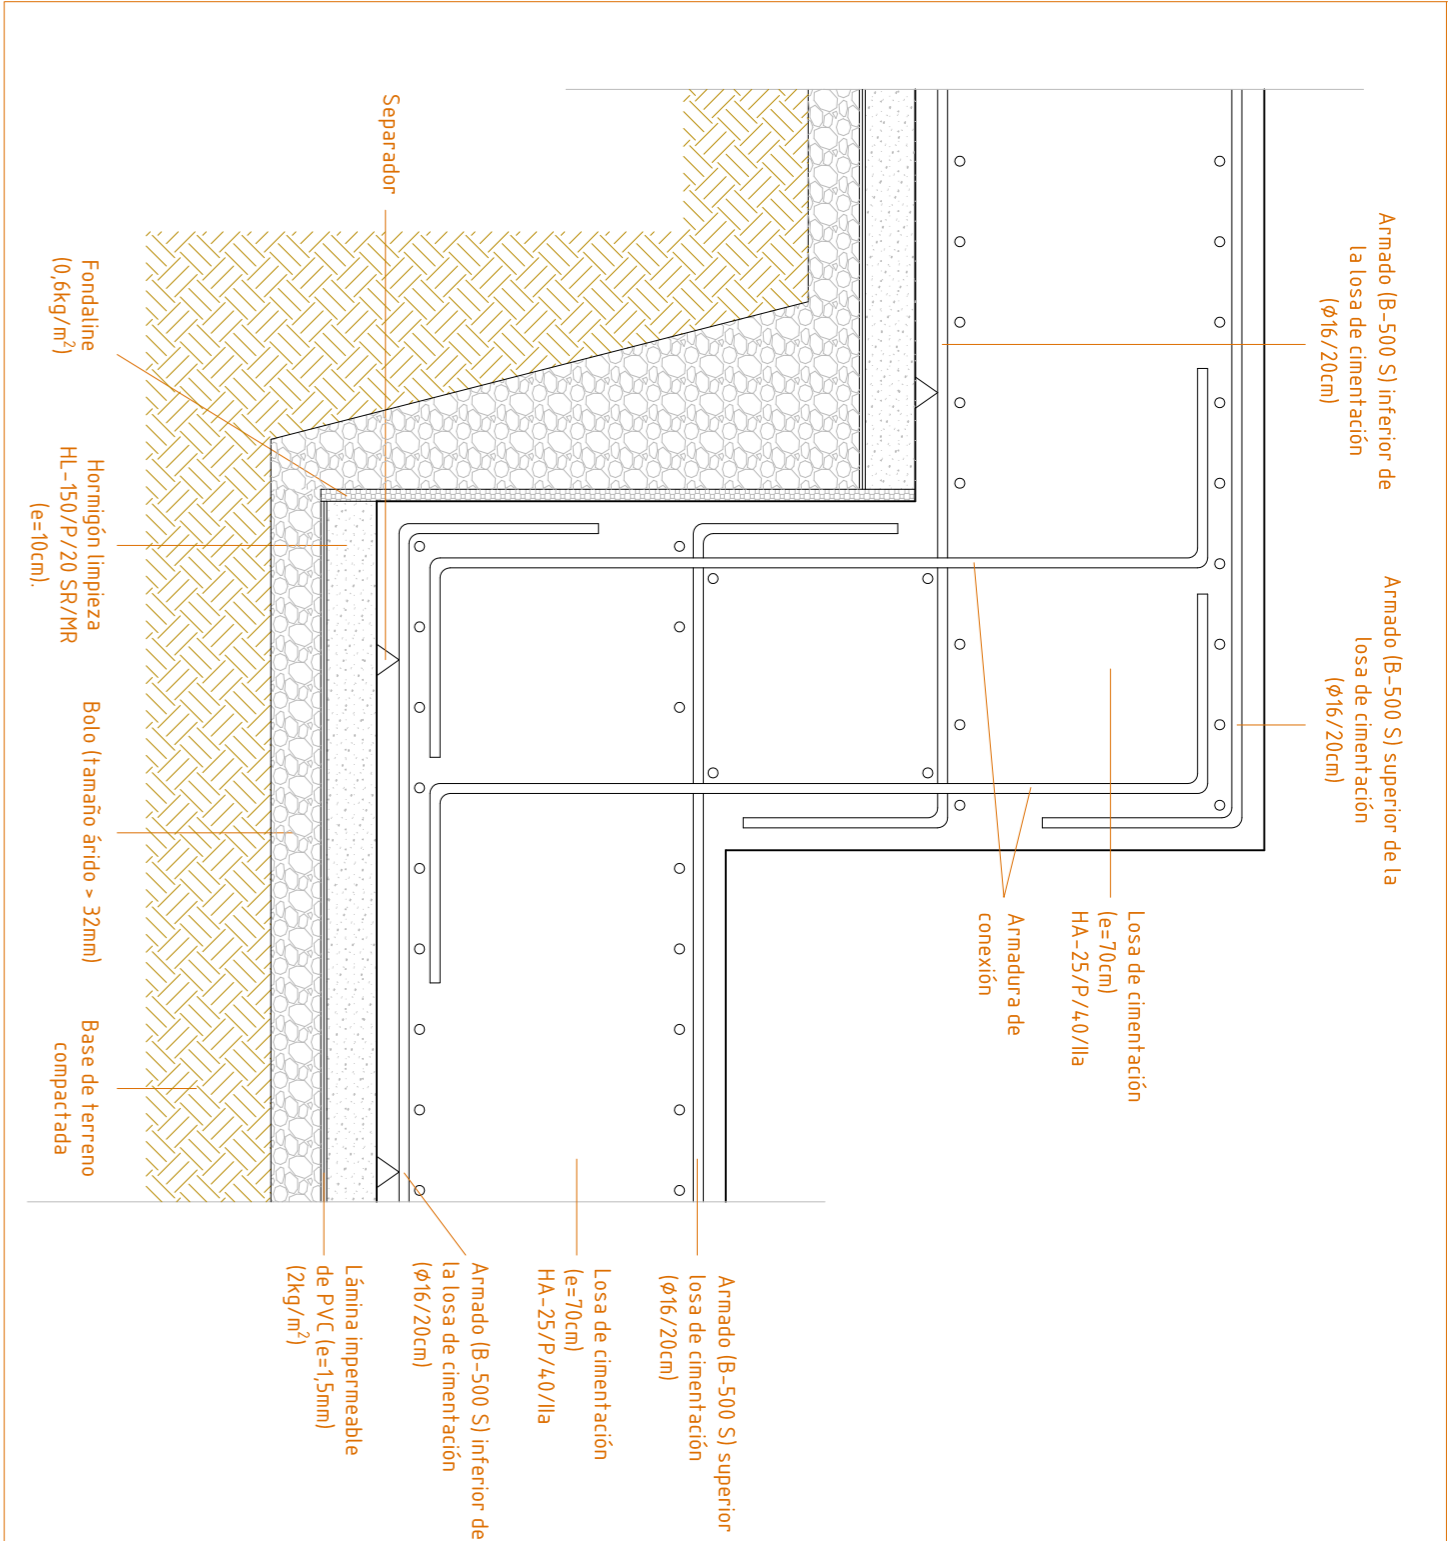 Armado (B-500 S) inferior de
la losa de cimentación
(ϕ16/20cm)
Armado (B-500 S) superior de la
losa de cimentación
(ϕ16/20cm)
Losa de cimentación
(e=70cm)
HA-25/P/40/IIa
Armadura de
conexión
Separador
Fondaline
(0,6kg/m²)
Hormigón limpieza
HL-150/P/20 SR/MR
(e=10cm).
Bolo (tamaño árido > 32mm)
Base de terreno
compactada
Armado (B-500 S) superior
losa de cimentación
(ϕ16/20cm)
Losa de cimentación
(e=70cm)
HA-25/P/40/IIa
Armado (B-500 S) inferior de
la losa de cimentación
(ϕ16/20cm)
Lámina impermeable
de PVC (e=1,5mm)
(2kg/m²)